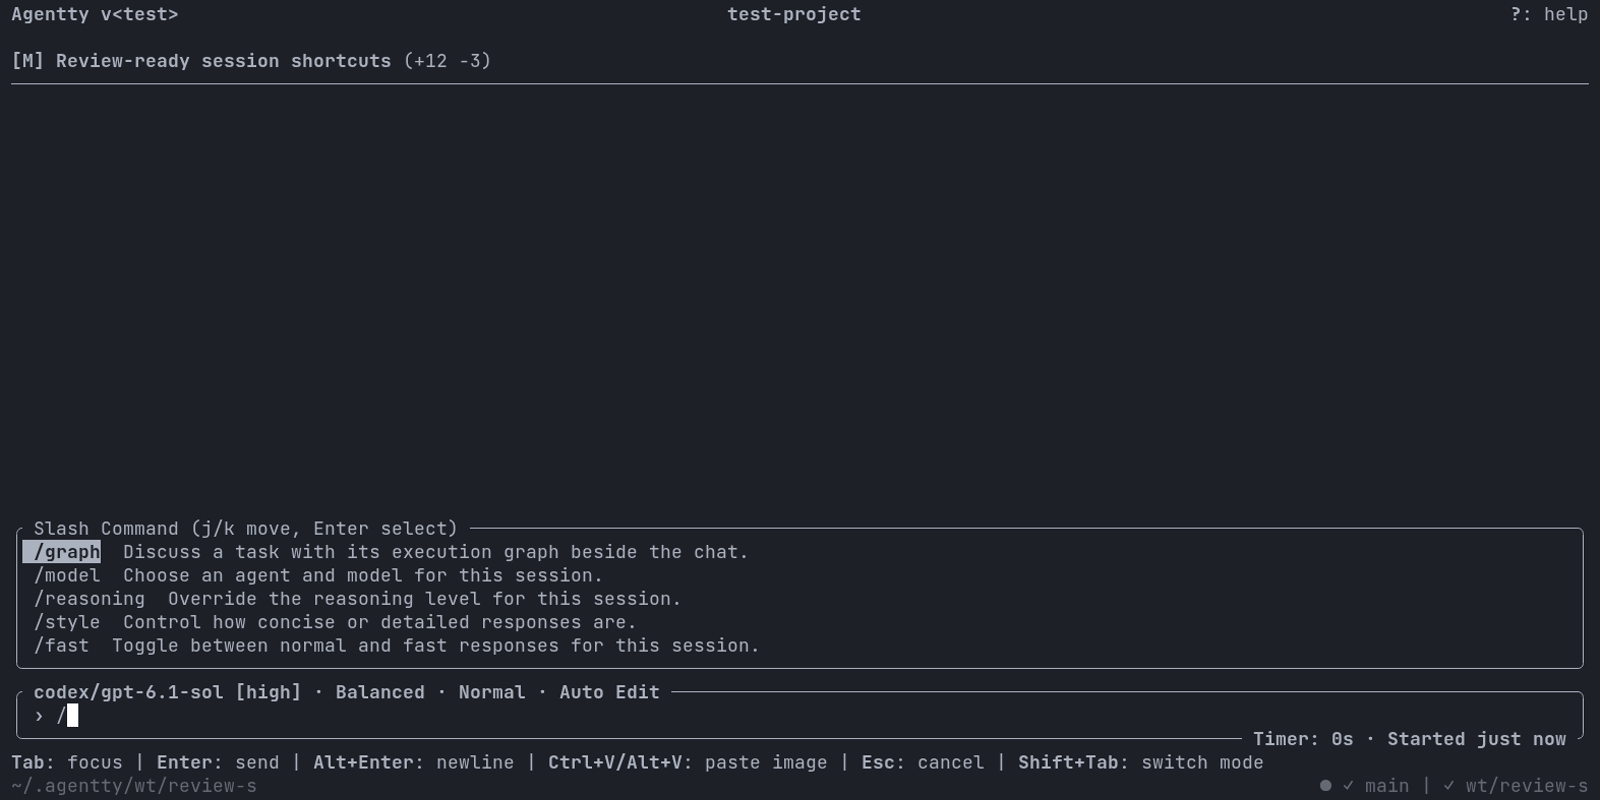 Agentty v<test> test-project ?: help
[M] Review-ready session shortcuts (+12 -3)
Slash Command (j/k move, Enter select)
/graph Discuss a task with its execution graph beside the chat.
/model Choose an agent and model for this session.
/reasoning Override the reasoning level for this session.
/style Control how concise or detailed responses are.
/fast Toggle between normal and fast responses for this session.
codex/gpt-6.1-sol [high] · Balanced · Normal · Auto Edit
› /
Timer: 0s · Started just now
Tab: focus | Enter: send | Alt+Enter: newline | Ctrl+V/Alt+V: paste image | Esc: cancel | Shift+Tab: switch mode
~/.agentty/wt/review-s ● ✓ main | ✓ wt/review-s